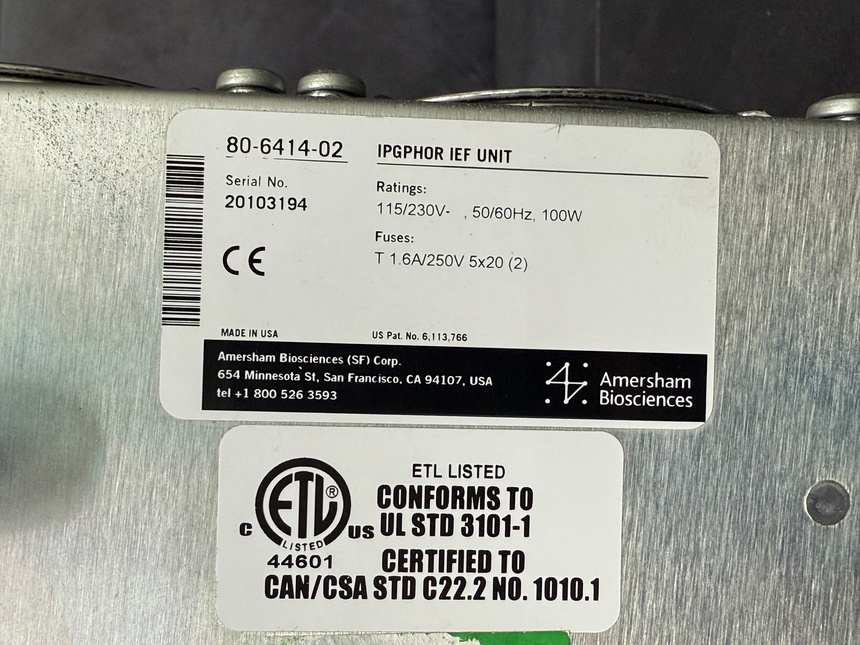 80-6414-02
IPGPHOR IEF UNIT
Serial No.
20103194
Ratings:
115/230V- , 50/60Hz, 100W
Fuses:
T 1.6A/250V 5x20 (2)
CE
MADE IN USA
US Pat. No. 6,113,766
Amersham Biosciences (SF) Corp.
654 Minnesota St, San Francisco, CA 94107, USA
tel +1 800 526 3593
Amersham
Biosciences
ETL LISTED
CONFORMS TO
UL STD 3101-1
CERTIFIED TO
CAN/CSA STD C22.2 NO. 1010.1
C ETL® US
LISTED
44601